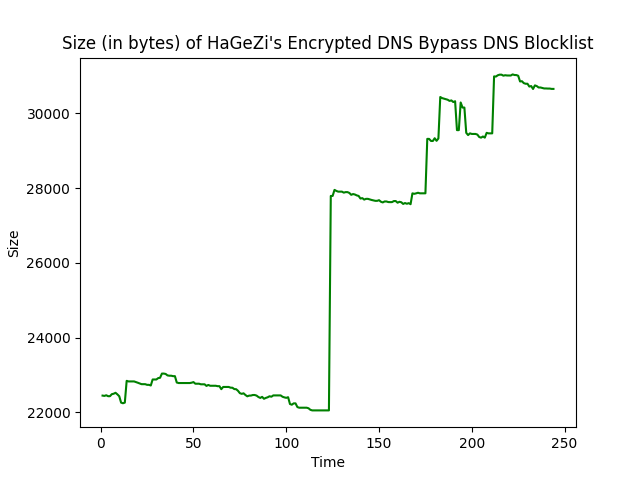 Size (in bytes) of HaGeZi's Encrypted DNS Bypass DNS Blocklist
30000
28000
26000
24000
22000
Size
0 50 100 150 200 250
Time